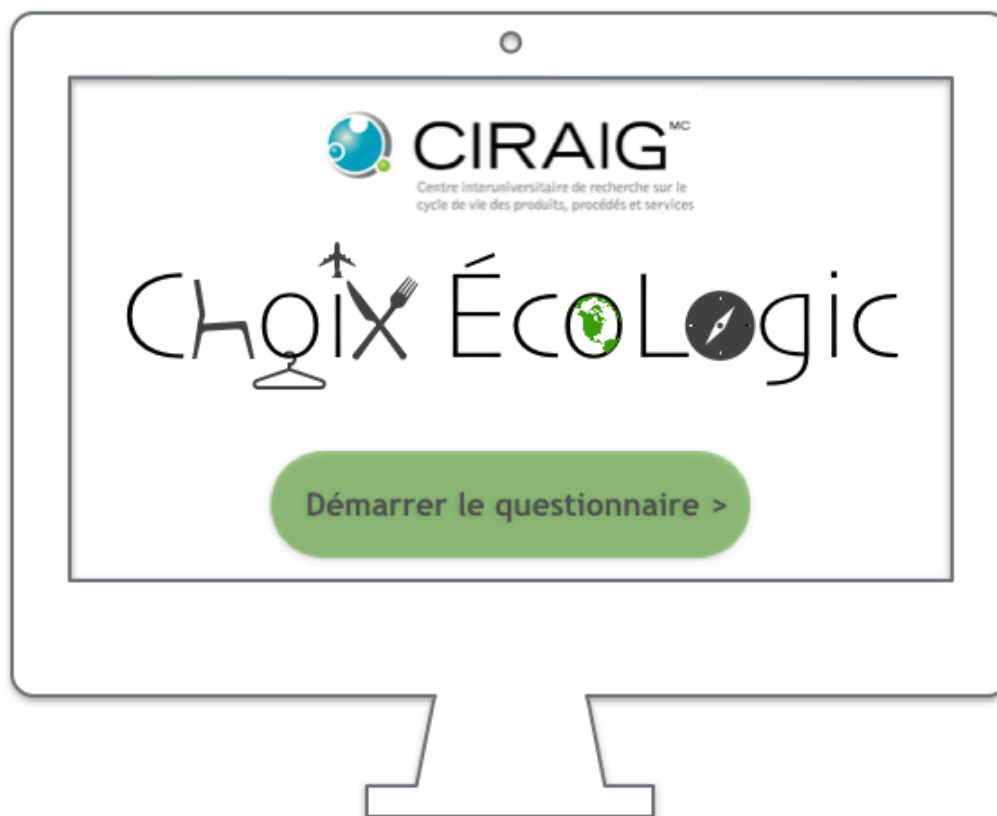 CIRAIG MC
Centre interuniversitaire de recherche sur le
cycle de vie des produits, procédés et services
Choix ÉcoLogic
Démarrer le questionnaire >